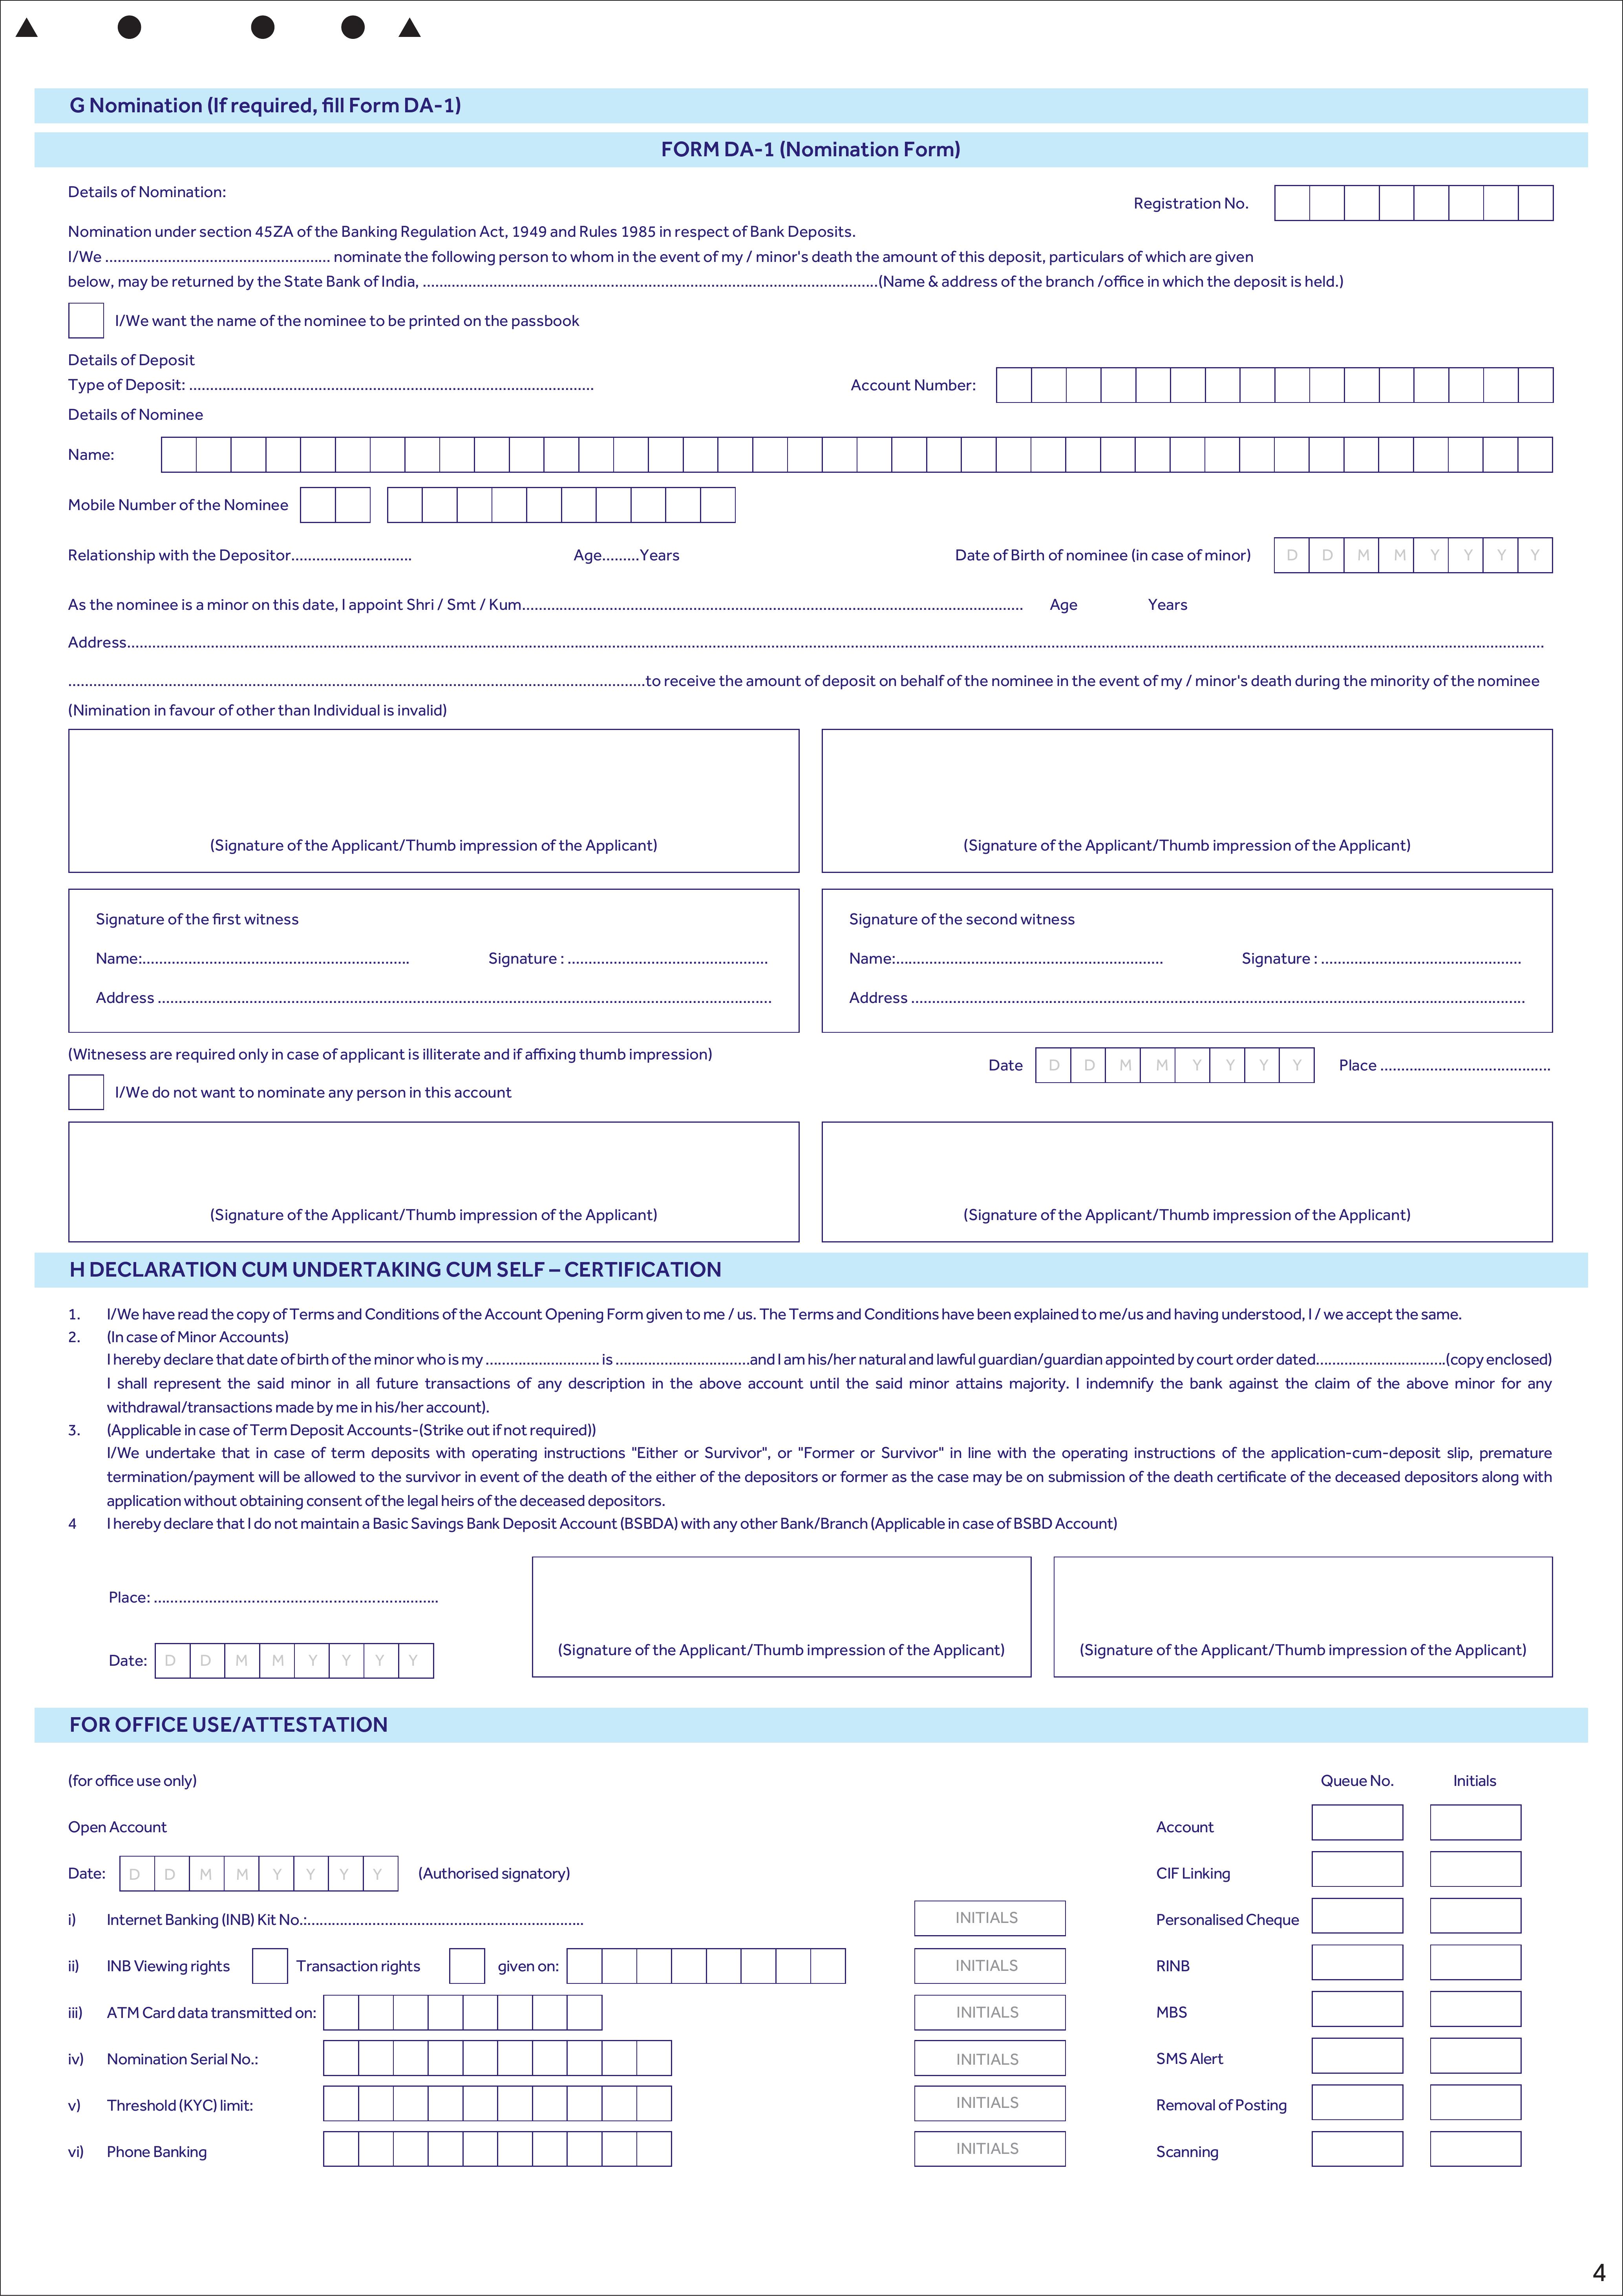 G Nomination (If required, fill Form DA-1)
FORM DA-1 (Nomination Form)
Details of Nomination:
Registration No.
Nomination under section 45ZA of the Banking Regulation Act, 1949 and Rules 1985 in respect of Bank Deposits.
I/We ...................................................... nominate the following person to whom in the event of my / minor's death the amount of this deposit, particulars of which are given
below, may be returned by the State Bank of India, .............................................................................................................(Name & address of the branch /office in which the deposit is held.)
I/We want the name of the nominee to be printed on the passbook
Details of Deposit
Type of Deposit: ................................................................................................. Account Number:
Details of Nominee
Name:
Mobile Number of the Nominee
Relationship with the Depositor............................. Age.........Years Date of Birth of nominee (in case of minor) D D M M Y Y Y Y
As the nominee is a minor on this date, I appoint Shri / Smt / Kum........................................................................................................................ Age Years
Address....................................................................................................................................................................................
..........................................................................................................................................to receive the amount of deposit on behalf of the nominee in the event of my / minor's death during the minority of the nominee
(Nimination in favour of other than Individual is invalid)
(Signature of the Applicant/Thumb impression of the Applicant) (Signature of the Applicant/Thumb impression of the Applicant)
Signature of the first witness Signature of the second witness
Name:................................................................ Signature : ................................................ Name:................................................................ Signature : ................................................
Address .................................................................................................................... Address ....................................................................................................................
(Witnesess are required only in case of applicant is illiterate and if affixing thumb impression)
Date D D M M Y Y Y Y Place .........................................
I/We do not want to nominate any person in this account
(Signature of the Applicant/Thumb impression of the Applicant) (Signature of the Applicant/Thumb impression of the Applicant)
H DECLARATION CUM UNDERTAKING CUM SELF – CERTIFICATION
1. I/We have read the copy of Terms and Conditions of the Account Opening Form given to me / us. The Terms and Conditions have been explained to me/us and having understood, I / we accept the same.
2. (In case of Minor Accounts)
I hereby declare that date of birth of the minor who is my ............................ is .................................and I am his/her natural and lawful guardian/guardian appointed by court order dated................................(copy enclosed)
I shall represent the said minor in all future transactions of any description in the above account until the said minor attains majority. I indemnify the bank against the claim of the above minor for any
withdrawal/transactions made by me in his/her account).
3. (Applicable in case of Term Deposit Accounts-(Strike out if not required))
I/We undertake that in case of term deposits with operating instructions "Either or Survivor", or "Former or Survivor" in line with the operating instructions of the application-cum-deposit slip, premature
termination/payment will be allowed to the survivor in event of the death of the either of the depositors or former as the case may be on submission of the death certificate of the deceased depositors along with
application without obtaining consent of the legal heirs of the deceased depositors.
4 I hereby declare that I do not maintain a Basic Savings Bank Deposit Account (BSBDA) with any other Bank/Branch (Applicable in case of BSBD Account)
Place: ....................................................................
(Signature of the Applicant/Thumb impression of the Applicant) (Signature of the Applicant/Thumb impression of the Applicant)
Date: D D M M Y Y Y Y
FOR OFFICE USE/ATTESTATION
(for office use only) Queue No. Initials
Open Account Account
Date: D D M M Y Y Y Y (Authorised signatory) CIF Linking
i) Internet Banking (INB) Kit No.:................................................................... INITIALS Personalised Cheque
ii) INB Viewing rights Transaction rights given on: INITIALS RINB
iii) ATM Card data transmitted on: INITIALS MBS
iv) Nomination Serial No.: INITIALS SMS Alert
v) Threshold (KYC) limit: INITIALS Removal of Posting
vi) Phone Banking INITIALS Scanning
4